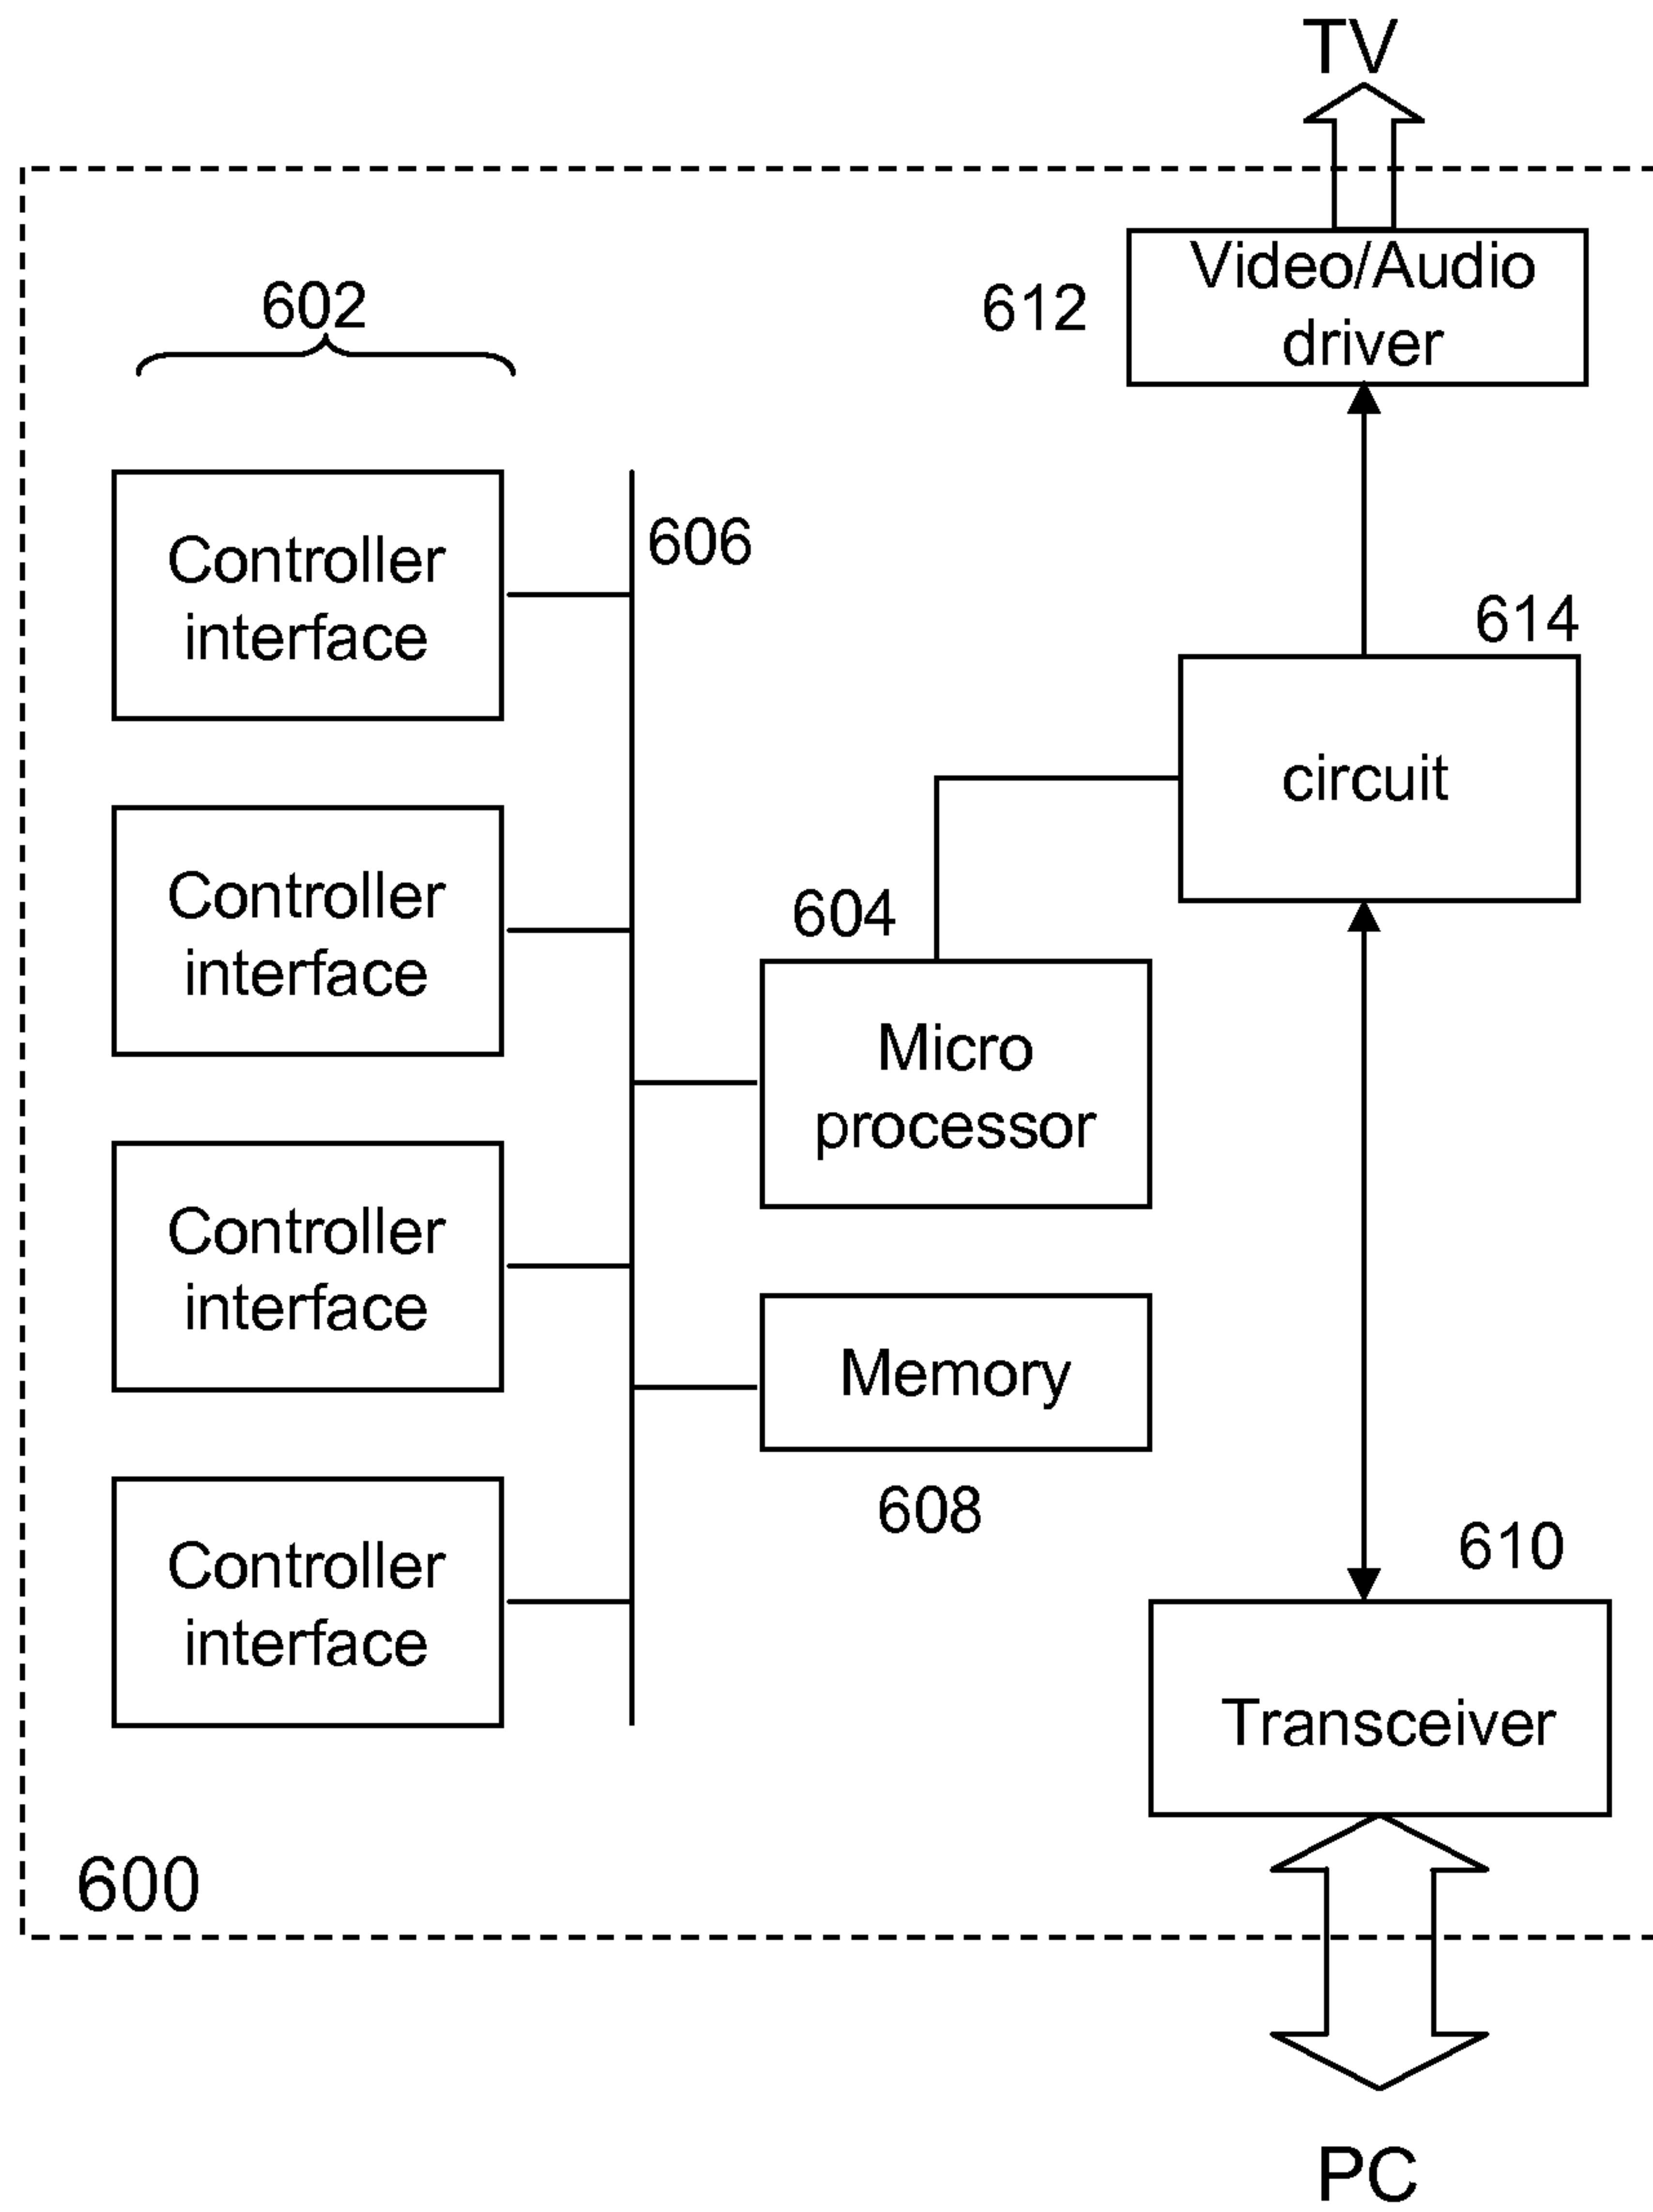 TV
Video/Audio
driver
612
602
606
Controller
interface
614
circuit
Controller
interface
604
Micro
processor
Controller
interface
Memory
608
Controller
interface
610
Transceiver
600
PC